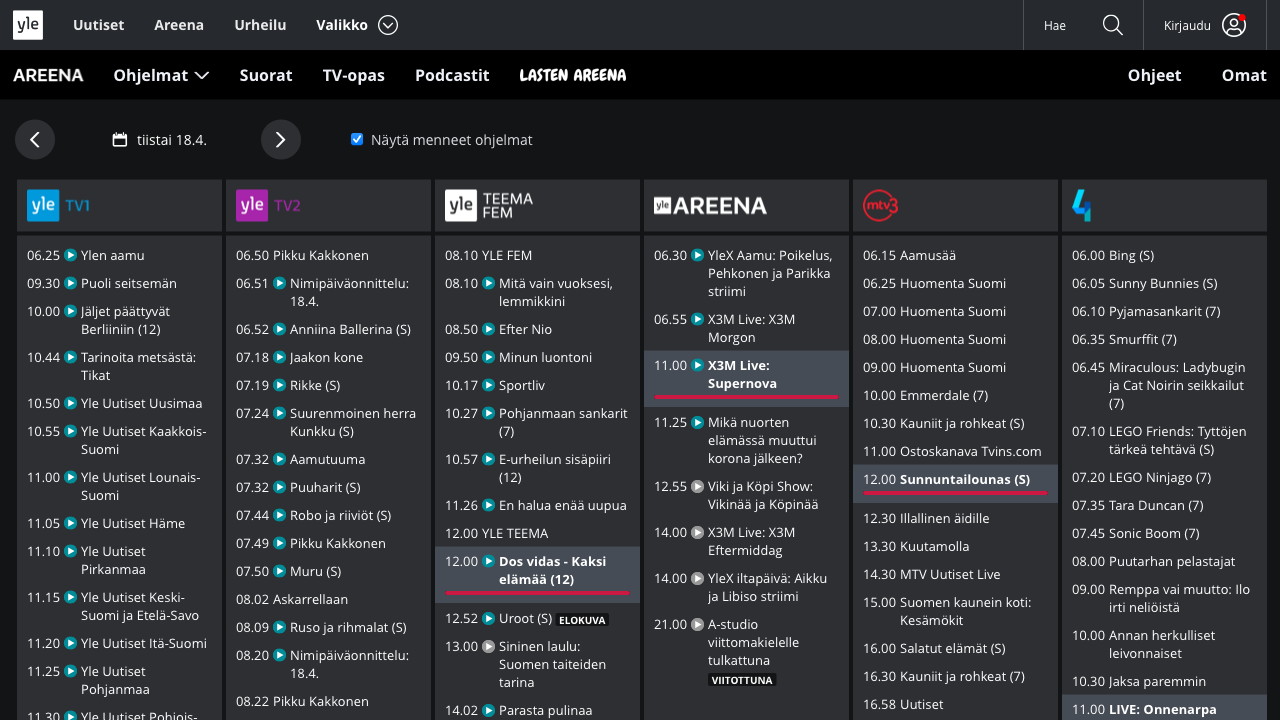 yle
Uutiset
Areena
Urheilu
Valikko
Hae
Kirjaudu
AREENA
Ohjelmat
Suorat
TV-opas
Podcastit
LASTEN AREENA
Ohjeet
Omat
tiistai 18.4.
Näytä menneet ohjelmat
yle TV1
06.25 Ylen aamu
09.30 Puoli seitsemän
10.00 Jäljet päättyvät
Berliiniin (12)
10.44 Tarinoita metsästä:
Tikat
10.50 Yle Uutiset Uusimaa
10.55 Yle Uutiset Kaakkois-
Suomi
11.00 Yle Uutiset Lounais-
Suomi
11.05 Yle Uutiset Häme
11.10 Yle Uutiset
Pirkanmaa
11.15 Yle Uutiset Keski-
Suomi ja Etelä-Savo
11.20 Yle Uutiset Itä-Suomi
11.25 Yle Uutiset
Pohjanmaa
11.30 Yle Uutiset Pohjois-
yle TV2
06.50 Pikku Kakkonen
06.51 Nimipäiväonnittelu:
18.4.
06.52 Anniina Ballerina (S)
07.18 Jaakon kone
07.19 Rikke (S)
07.24 Suurenmoinen herra
Kunkku (S)
07.32 Aamutuuma
07.32 Puuharit (S)
07.44 Robo ja riiviöt (S)
07.49 Pikku Kakkonen
07.50 Muru (S)
08.02 Askarrellaan
08.09 Ruso ja rihmalat (S)
08.20 Nimipäiväonnittelu:
18.4.
08.22 Pikku Kakkonen
yle TEEMA
FEM
08.10 YLE FEM
08.10 Mitä vain vuoksesi,
lemmikkini
08.50 Efter Nio
09.50 Minun luontoni
10.17 Sportliv
10.27 Pohjanmaan sankarit
(7)
10.57 E-urheilun sisäpiiri
(12)
11.26 En halua enää uupua
12.00 YLE TEEMA
12.00 Dos vidas - Kaksi
elämää (12)
12.52 Uroot (S) ELOKUVA
13.00 Sininen laulu:
Suomen taiteiden
tarina
14.02 Parasta pulinaa
yle AREENA
06.30 YleX Aamu: Poikelus,
Pehkonen ja Parikka
striimi
06.55 X3M Live: X3M
Morgon
11.00 X3M Live:
Supernova
11.25 Mikä nuorten
elämässä muuttui
korona jälkeen?
12.55 Viki ja Köpi Show:
Vikinää ja Köpinää
14.00 X3M Live: X3M
Eftermiddag
14.00 YleX iltapäivä: Aikku
ja Libiso striimi
21.00 A-studio
viittomakielelle
tulkattuna
VIITOTTUNA
mtv3
06.15 Aamusää
06.25 Huomenta Suomi
07.00 Huomenta Suomi
08.00 Huomenta Suomi
09.00 Huomenta Suomi
10.00 Emmerdale (7)
10.30 Kauniit ja rohkeat (S)
11.00 Ostoskanava Tvins.com
12.00 Sunnuntailounas (S)
12.30 Illallinen äidille
13.30 Kuutamolla
14.30 MTV Uutiset Live
15.00 Suomen kaunein koti:
Kesämökit
16.00 Salatut elämät (S)
16.30 Kauniit ja rohkeat (7)
16.58 Uutiset
4
06.00 Bing (S)
06.05 Sunny Bunnies (S)
06.10 Pyjamasankarit (7)
06.35 Smurffit (7)
06.45 Miraculous: Ladybugin
ja Cat Noirin seikkailut
(7)
07.10 LEGO Friends: Tyttöjen
tärkeä tehtävä (S)
07.20 LEGO Ninjago (7)
07.35 Tara Duncan (7)
07.45 Sonic Boom (7)
08.00 Puutarhan pelastajat
09.00 Remppa vai muutto: Ilo
irti neliöistä
10.00 Annan herkulliset
leivonnaiset
10.30 Jaksa paremmin
11.00 LIVE: Onnenarpa